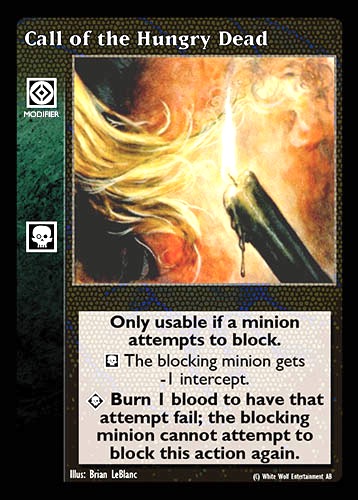 Call of the Hungry Dead
MODIFIER
Only usable if a minion
attempts to block.
The blocking minion gets
-1 intercept.
Burn 1 blood to have that
attempt fail; the blocking
minion cannot attempt to
block this action again.
Illus: Brian LeBlanc
(C) White Wolf Entertainment AB